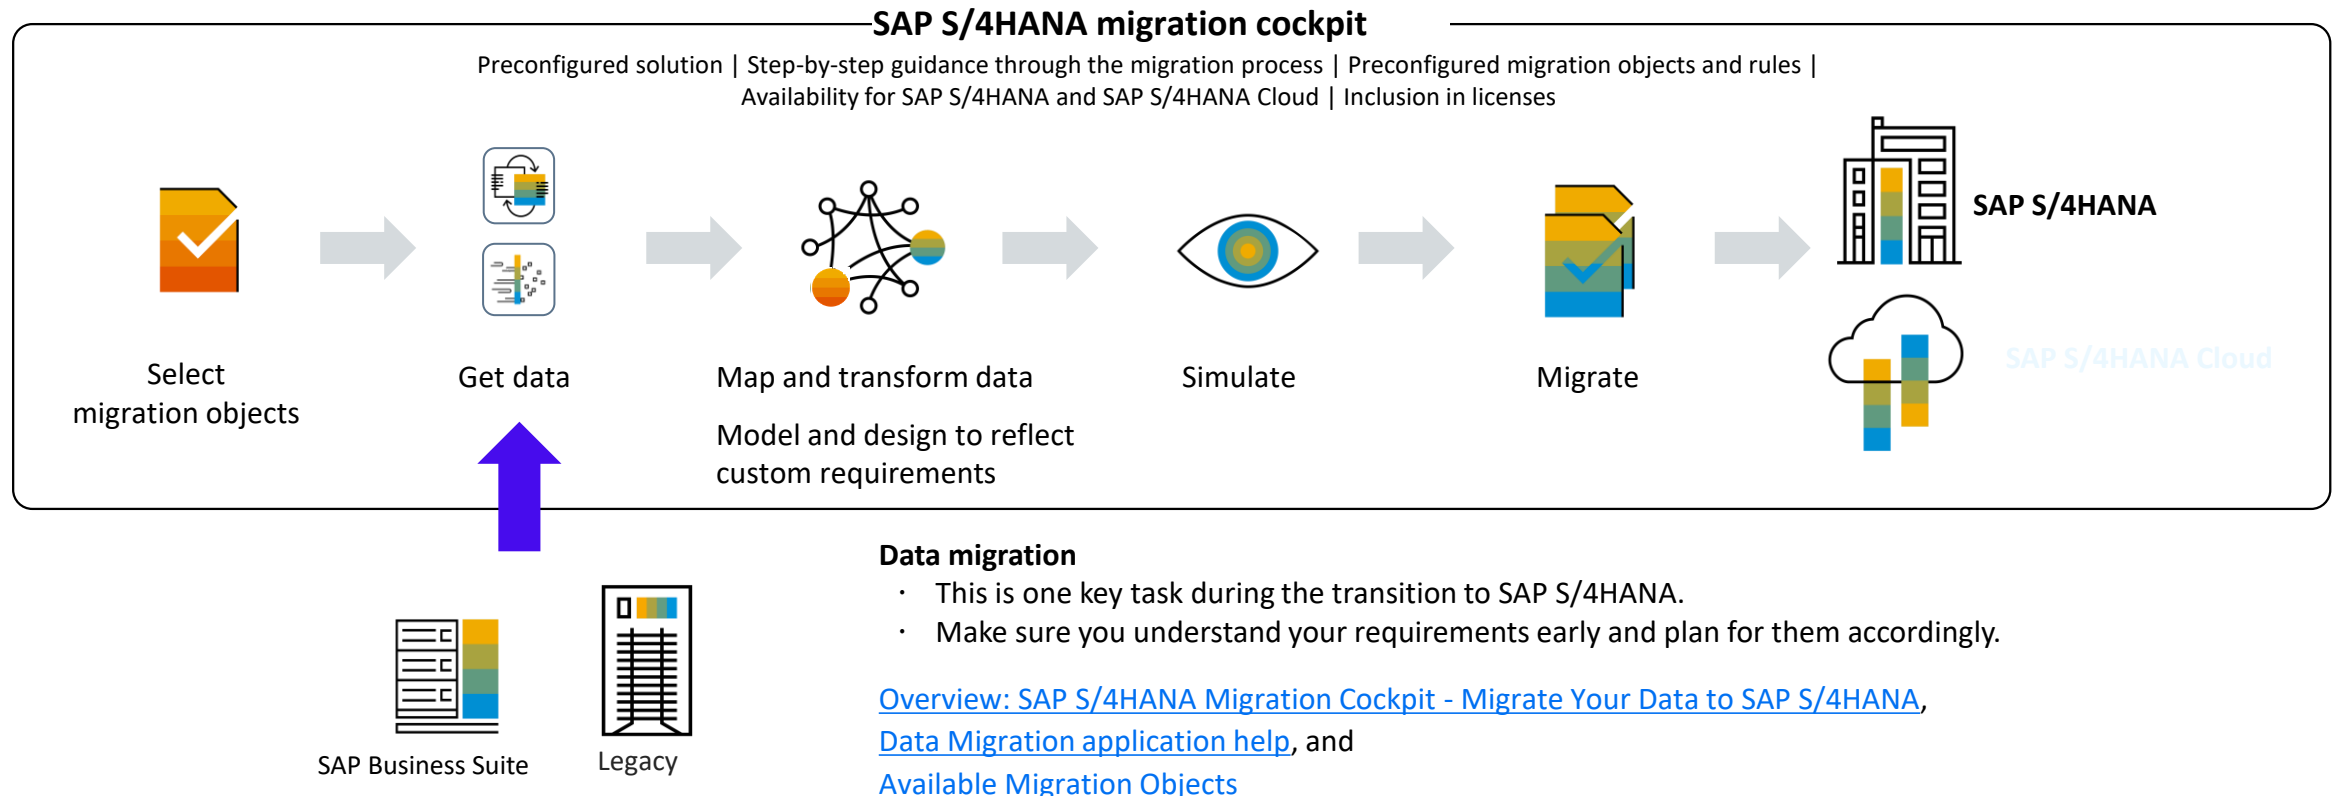 SAP S/4HANA migration cockpit
Preconfigured solution | Step-by-step guidance through the migration process | Preconfigured migration objects and rules |
Availability for SAP S/4HANA and SAP S/4HANA Cloud | Inclusion in licenses
SAP S/4HANA
SAP S/4HANA Cloud
Select
migration objects
Get data
Map and transform data
Model and design to reflect
custom requirements
Simulate
Migrate
SAP Business Suite
Legacy
Data migration
· This is one key task during the transition to SAP S/4HANA.
· Make sure you understand your requirements early and plan for them accordingly.
Overview: SAP S/4HANA Migration Cockpit - Migrate Your Data to SAP S/4HANA,
Data Migration application help, and
Available Migration Objects